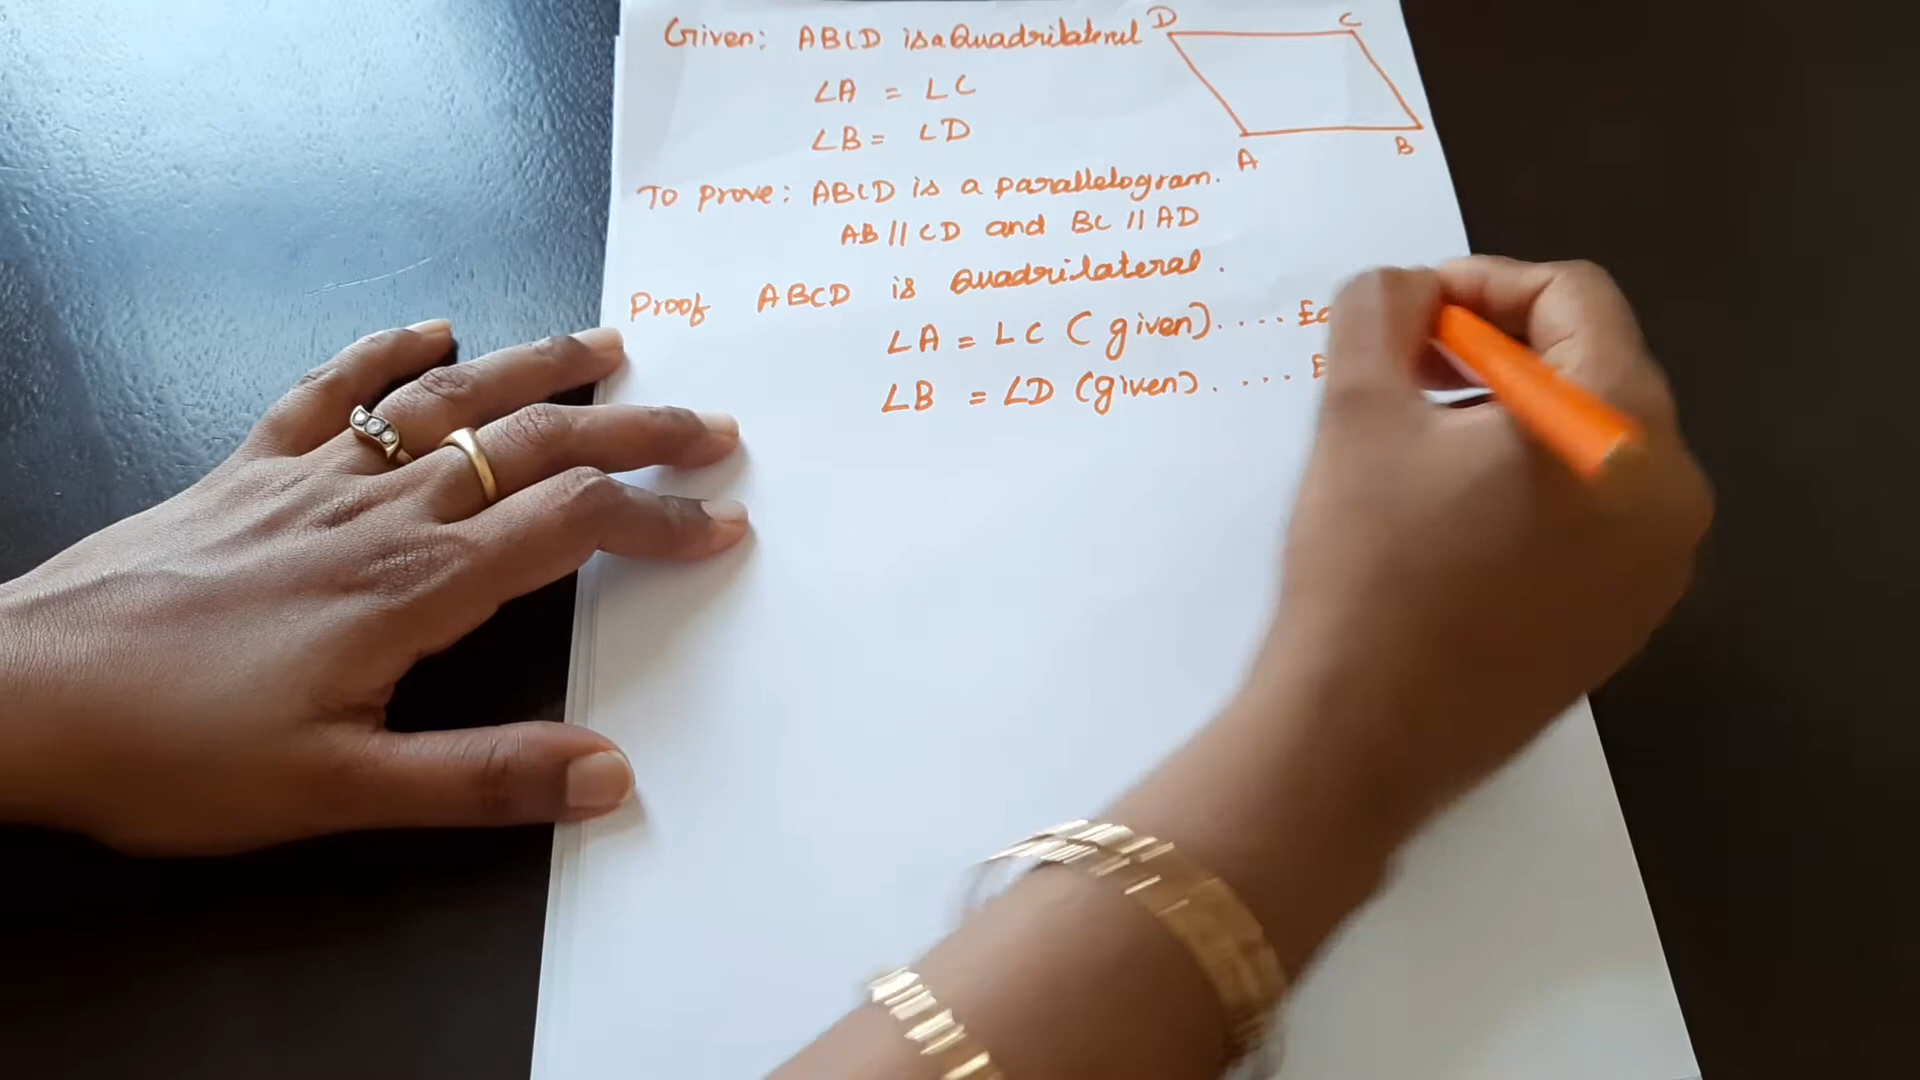 Given: ABCD is a Quadrilateral
∠A = ∠C
∠B = ∠D
To prove: ABCD is a parallelogram.
AB // CD and BC // AD
Proof ABCD is Quadrilateral.
∠A = ∠C (given)....
∠B = ∠D (given). ....
D
C
A
B